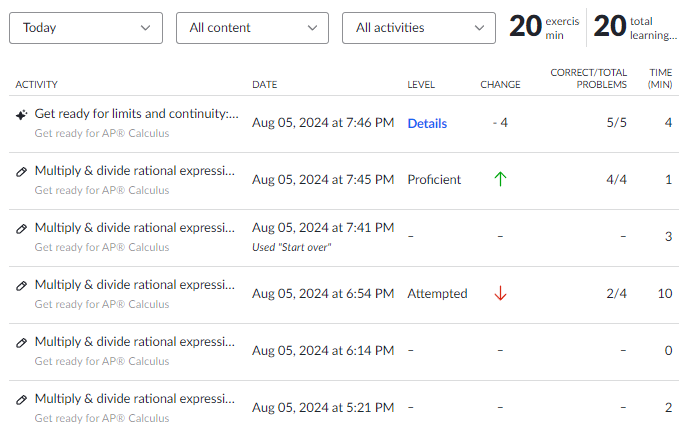 Today
All content
All activities
20 exercis min
20 total learning...
ACTIVITY DATE LEVEL CHANGE CORRECT/TOTAL PROBLEMS TIME (MIN)
Get ready for limits and continuity:...
Get ready for AP® Calculus
Aug 05, 2024 at 7:46 PM Details - 4 5/5 4
Multiply & divide rational expressi...
Get ready for AP® Calculus
Aug 05, 2024 at 7:45 PM Proficient ↑ 4/4 1
Multiply & divide rational expressi...
Get ready for AP® Calculus
Aug 05, 2024 at 7:41 PM – – – 3
Used "Start over"
Multiply & divide rational expressi...
Get ready for AP® Calculus
Aug 05, 2024 at 6:54 PM Attempted ↓ 2/4 10
Multiply & divide rational expressi...
Get ready for AP® Calculus
Aug 05, 2024 at 6:14 PM – – – 0
Multiply & divide rational expressi...
Get ready for AP® Calculus
Aug 05, 2024 at 5:21 PM – – – 2